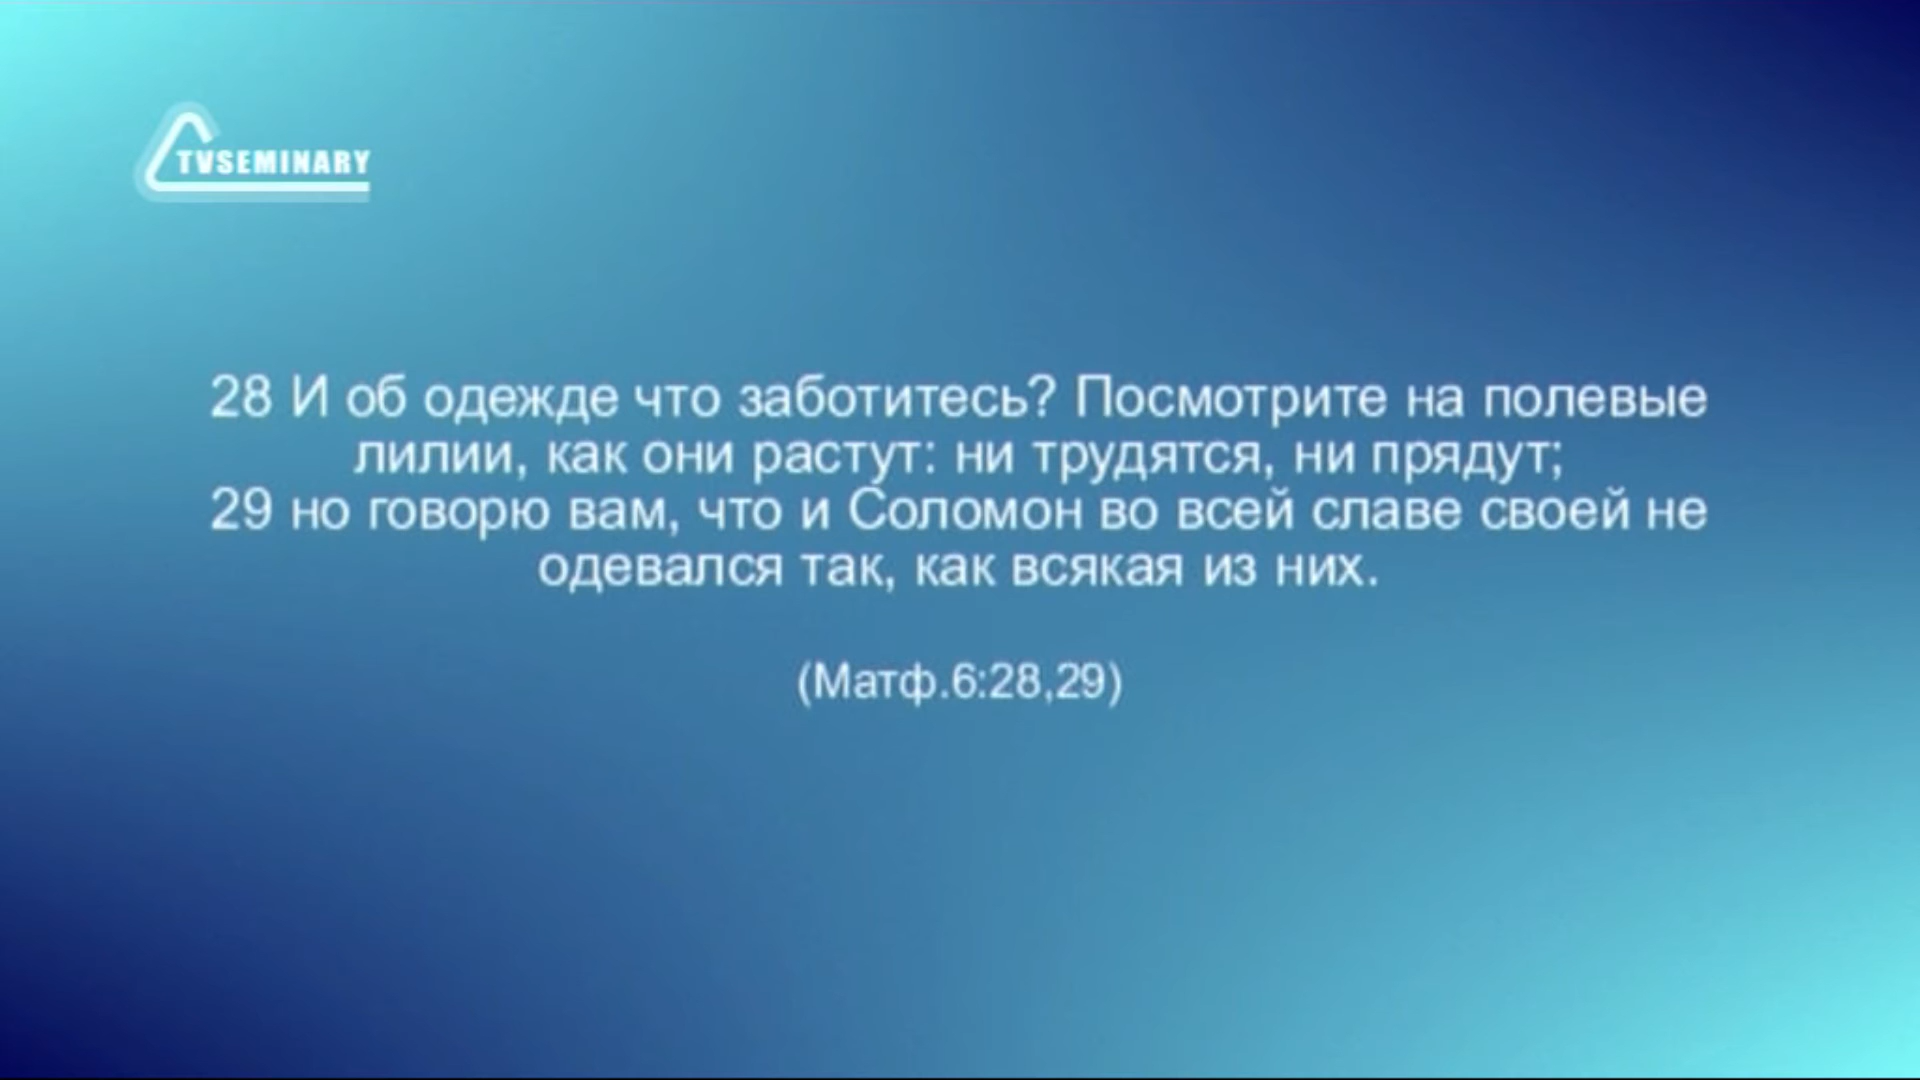 TVSEMINARY
28 И об одежде что заботитесь? Посмотрите на полевые
лилии, как они растут: ни трудятся, ни прядут;
29 но говорю вам, что и Соломон во всей славе своей не
одевался так, как всякая из них.
(Матф.6:28,29)